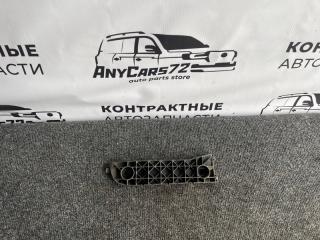 КОНТРАКТНЫЕ
АВТОЗАПЧАСТИ
ANYCARS72
auto parts store
КОНТРАКТНЫЕ
АВТОЗАПЧАСТИ